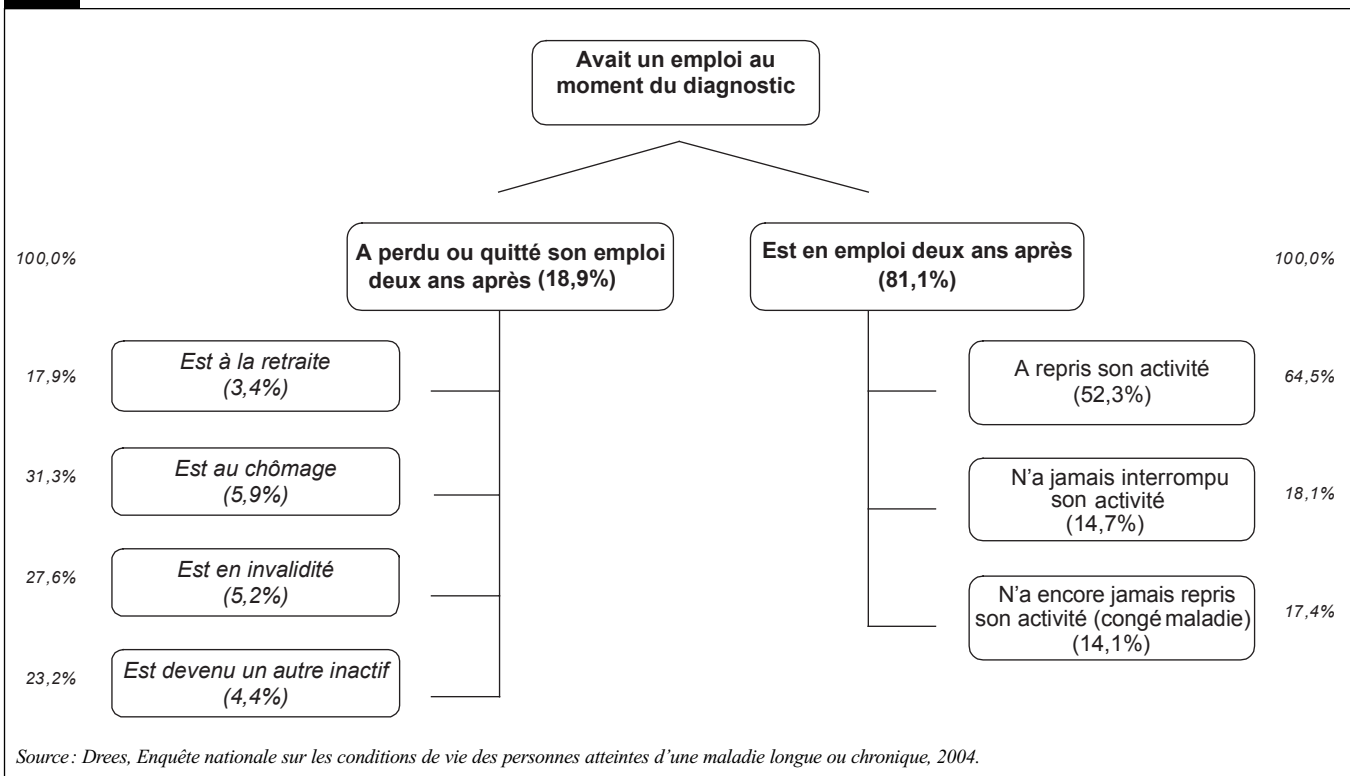 Avait un emploi au
moment du diagnostic
100,0%
A perdu ou quitté son emploi
deux ans après (18,9%)
Est en emploi deux ans après
(81,1%)
100,0%
17,9%
Est à la retraite
(3,4%)
31,3%
Est au chômage
(5,9%)
27,6%
Est en invalidité
(5,2%)
23,2%
Est devenu un autre inactif
(4,4%)
A repris son activité
(52,3%)
64,5%
N'a jamais interrompu
son activité
(14,7%)
18,1%
N'a encore jamais repris
son activité (congé maladie)
(14,1%)
17,4%
Source : Drees, Enquête nationale sur les conditions de vie des personnes atteintes d'une maladie longue ou chronique, 2004.